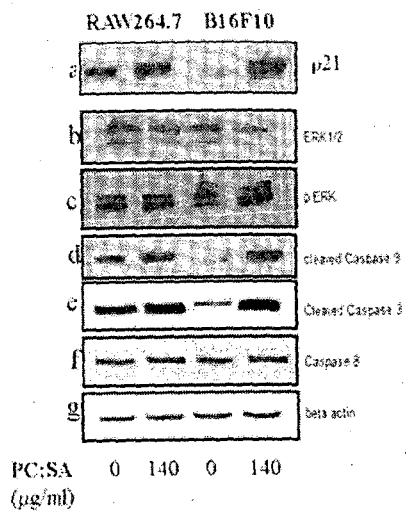 RAW264.7 B16F10
a p21
b ERK1/2
c pERK
d cleaved Caspase 9
e Cleaved Caspase 3
f Caspase 8
g beta actin
PC:SA 0 140 0 140
(µg/ml)